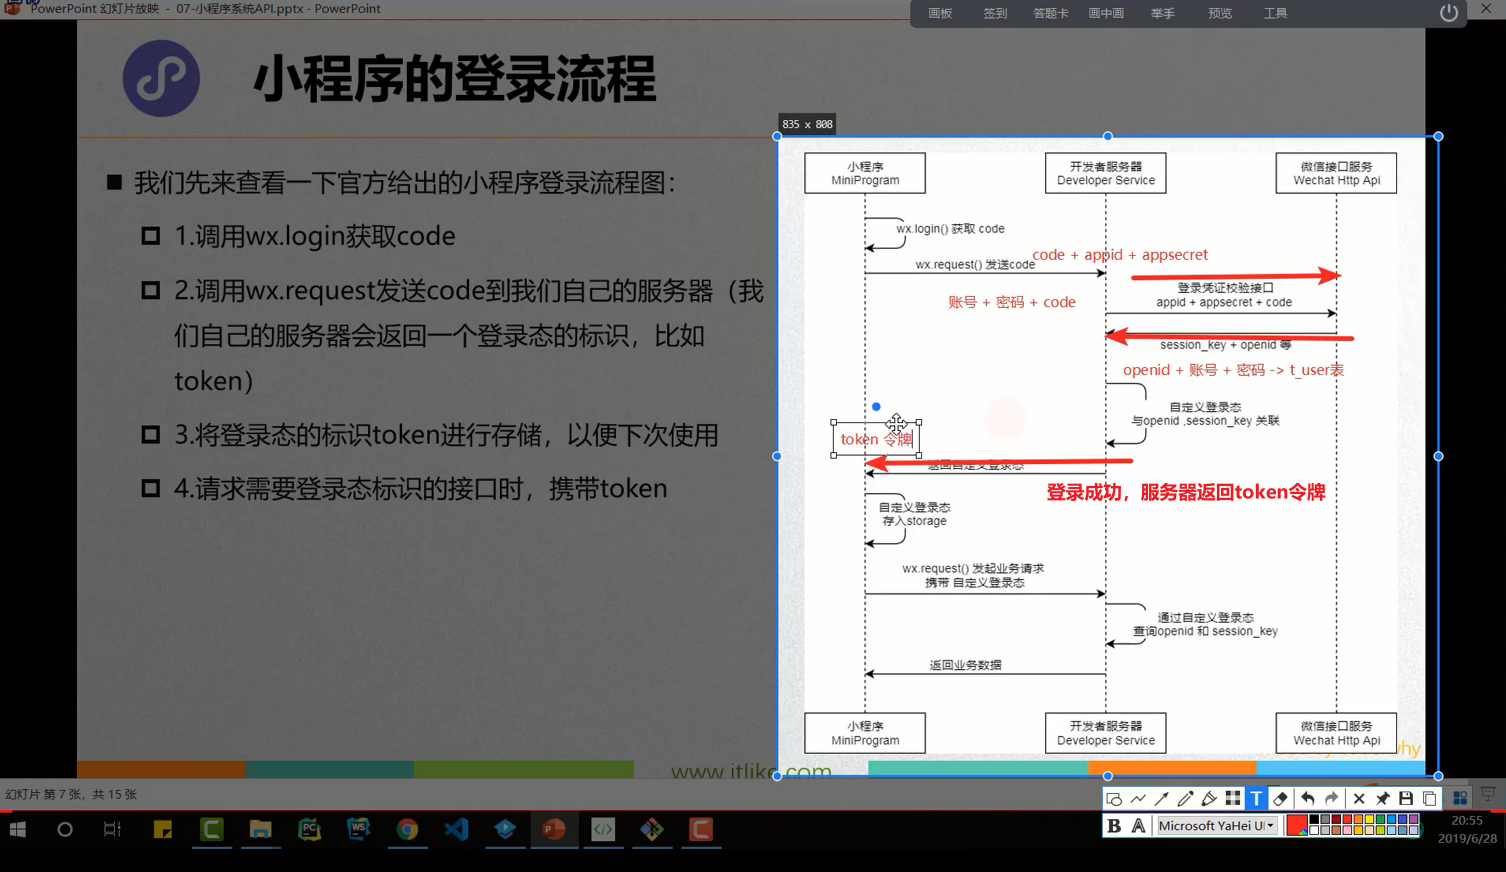 PowerPoint 幻灯片放映 - 07-小程序系统API.pptx - PowerPoint
画板 签到 答题卡 画中画 举手 预览 工具
小程序的登录流程
835 x 808
我们先来查看一下官方给出的小程序登录流程图：
1.调用wx.login获取code
2.调用wx.request发送code到我们自己的服务器（我
们自己的服务器会返回一个登录态的标识，比如
token）
3.将登录态的标识token进行存储，以便下次使用
4.请求需要登录态标识的接口时，携带token
小程序
MiniProgram
开发者服务器
Developer Service
微信接口服务
Wechat Http Api
wx.login() 获取 code
code + appid + appsecret
wx.request() 发送code
登录凭证校验接口
appid + appsecret + code
账号 + 密码 + code
session_key + openid 等
openid + 账号 + 密码 -> t_user表
自定义登录态
与openid ,session_key 关联
token 令牌
返回自定义登录态
登录成功，服务器返回token令牌
自定义登录态
存入storage
wx.request() 发起业务请求
携带 自定义登录态
通过自定义登录态
查询openid 和 session_key
返回业务数据
小程序
MiniProgram
开发者服务器
Developer Service
微信接口服务
Wechat Http Api
www.itlike.com
幻灯片 第 7 张，共 15 张
Microsoft YaHei UI
20:55
2019/6/28